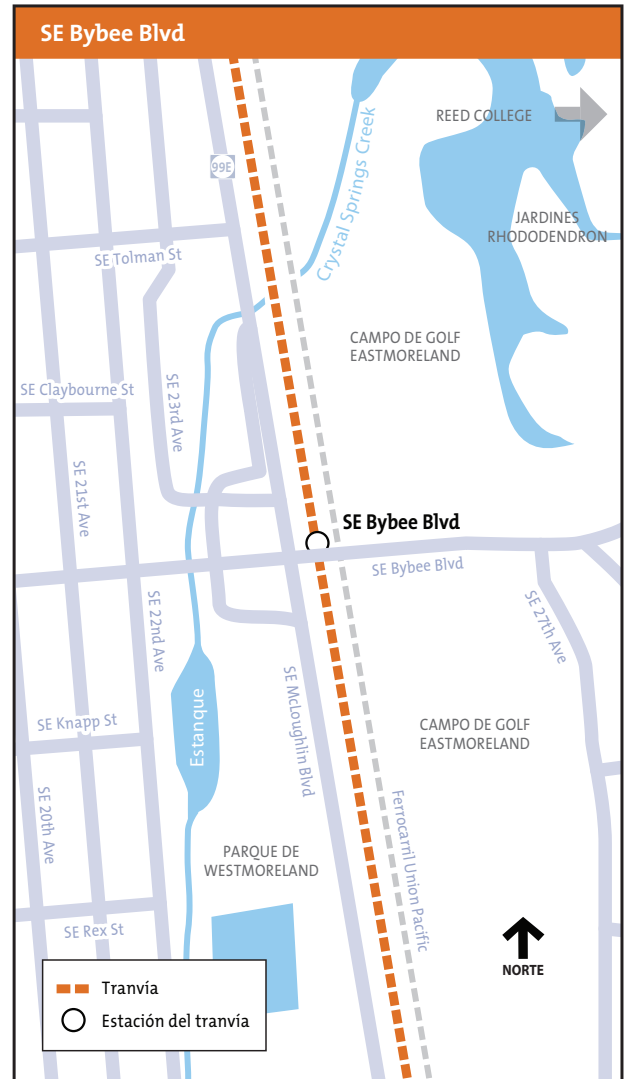 SE Bybee Blvd
REED COLLEGE
99E
Crystal Springs Creek
JARDINES
RHODODENDRON
SE Tolman St
CAMPO DE GOLF
EASTMORELAND
SE Claybourne St
SE 23rd Ave
SE 21st Ave
SE Bybee Blvd
SE Bybee Blvd
SE 22nd Ave
SE 27th Ave
SE McLoughlin Blvd
Estanque
SE Knapp St
CAMPO DE GOLF
EASTMORELAND
SE 20th Ave
Ferrocarril Union Pacific
PARQUE DE
WESTMORELAND
SE Rex St
NORTE
Tranvía
Estación del tranvía